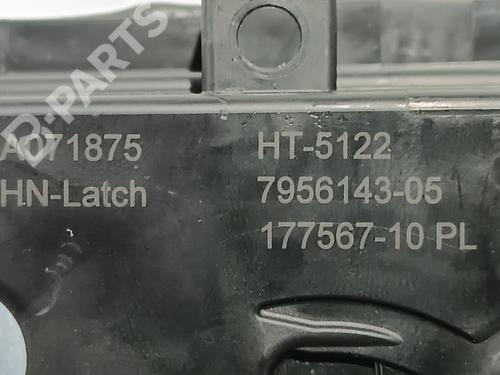 D-PARTS
A071875
HN-Latch
HT-5122
7956143-05
177567-10 PL